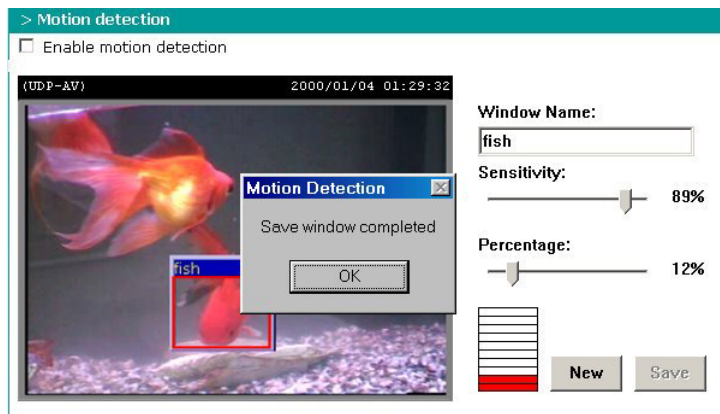 > Motion detection
Enable motion detection
(UDP-AV) 2000/01/04 01:29:32
Window Name:
fish
Sensitivity:
89%
Motion Detection
Save window completed
OK
fish
Percentage:
12%
New
Save